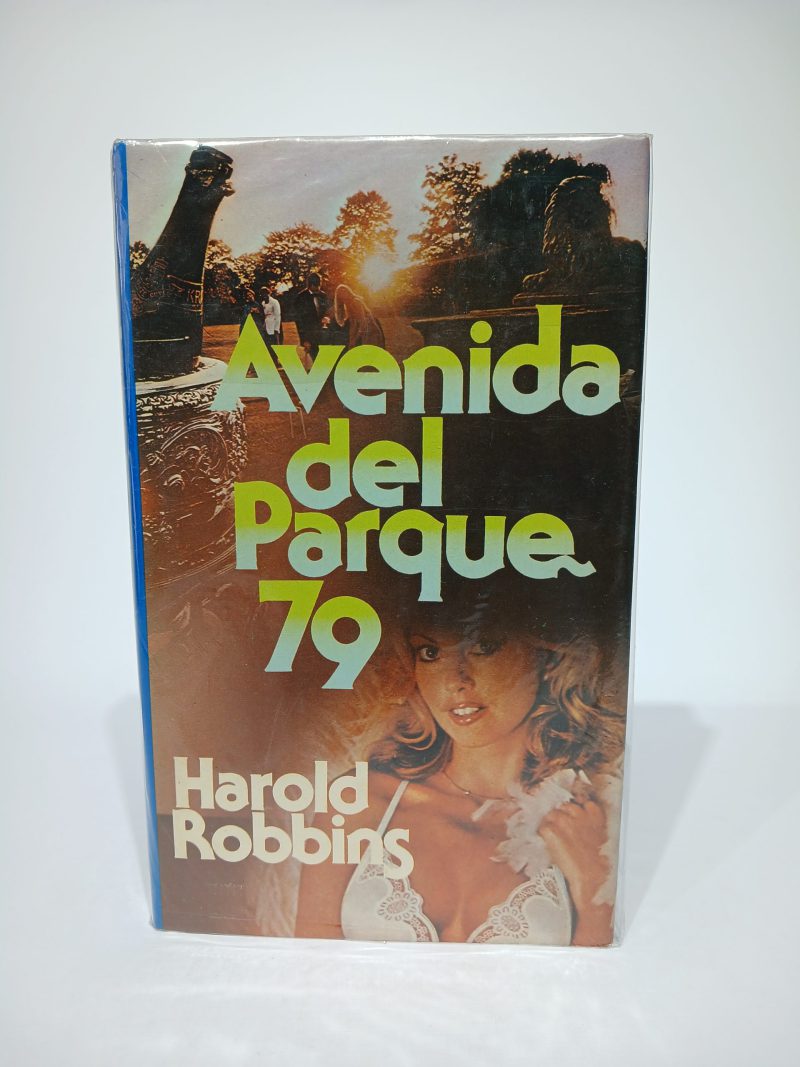 Avenida
del
Parque
79
Harold
Robbins